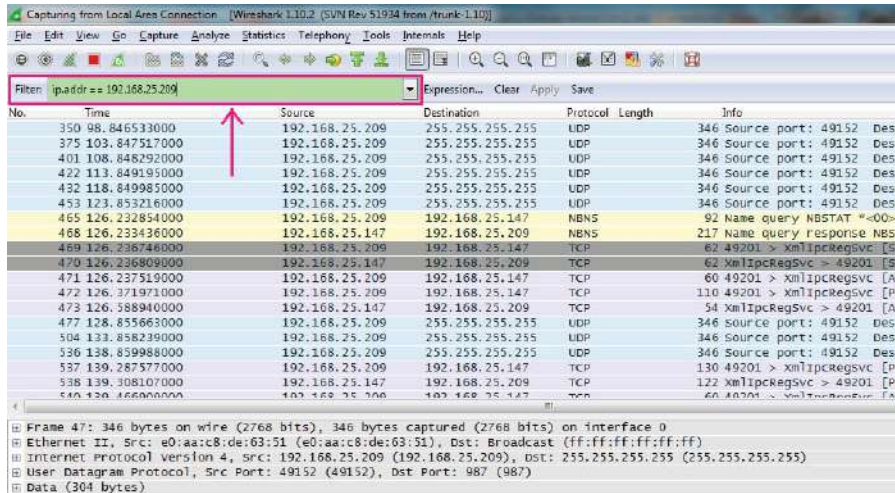 Capturing from Local Area Connection [Wireshark 1.10.2 (SVN Rev 51934 from /trunk-1.10)]
File Edit View Go Capture Analyze Statistics Telephony Tools Internals Help
Filter: ip.addr == 192.168.25.209 Expression... Clear Apply Save
No. Time Source Destination Protocol Length Info
350 98.846533000 192.168.25.209 255.255.255.255 UDP 346 Source port: 49152 Des
375 103.847517000 192.168.25.209 255.255.255.255 UDP 346 Source port: 49152 Des
401 108.848292000 192.168.25.209 255.255.255.255 UDP 346 Source port: 49152 Des
422 113.849195000 192.168.25.209 255.255.255.255 UDP 346 Source port: 49152 Des
432 118.849985000 192.168.25.209 255.255.255.255 UDP 346 Source port: 49152 Des
453 123.853216000 192.168.25.209 255.255.255.255 UDP 346 Source port: 49152 Des
465 126.232854000 192.168.25.209 192.168.25.147 NBNS 92 Name query NBSTAT "<00>
468 126.233436000 192.168.25.147 192.168.25.209 NBNS 217 Name query response NBS
469 126.236746000 192.168.25.209 192.168.25.147 TCP 62 49201 > XmlIpcRegSvc [S
470 126.236809000 192.168.25.147 192.168.25.209 TCP 62 XmlIpcRegSvc > 49201 [S
471 126.237519000 192.168.25.209 192.168.25.147 TCP 60 49201 > XmlIpcRegSvc [A
472 126.371971000 192.168.25.209 192.168.25.147 TCP 110 49201 > XmlIpcRegSvc [P
473 126.588940000 192.168.25.147 192.168.25.209 TCP 54 XmlIpcRegSvc > 49201 [A
477 128.855663000 192.168.25.209 255.255.255.255 UDP 346 Source port: 49152 Des
504 133.858239000 192.168.25.209 255.255.255.255 UDP 346 Source port: 49152 Des
536 138.859988000 192.168.25.209 255.255.255.255 UDP 346 Source port: 49152 Des
537 139.287577000 192.168.25.209 192.168.25.147 TCP 130 49201 > XmlIpcRegSvc [P
538 139.308107000 192.168.25.147 192.168.25.209 TCP 122 XmlIpcRegSvc > 49201 [P
540 139.466900000 192.168.25.209 192.168.25.147 TCP 60 49201 > XmlIpcRegSvc [A
Frame 47: 346 bytes on wire (2768 bits), 346 bytes captured (2768 bits) on interface 0
Ethernet II, Src: e0:aa:c8:de:63:51 (e0:aa:c8:de:63:51), Dst: Broadcast (ff:ff:ff:ff:ff:ff)
Internet Protocol Version 4, Src: 192.168.25.209 (192.168.25.209), Dst: 255.255.255.255 (255.255.255.255)
User Datagram Protocol, Src Port: 49152 (49152), Dst Port: 987 (987)
Data (304 bytes)